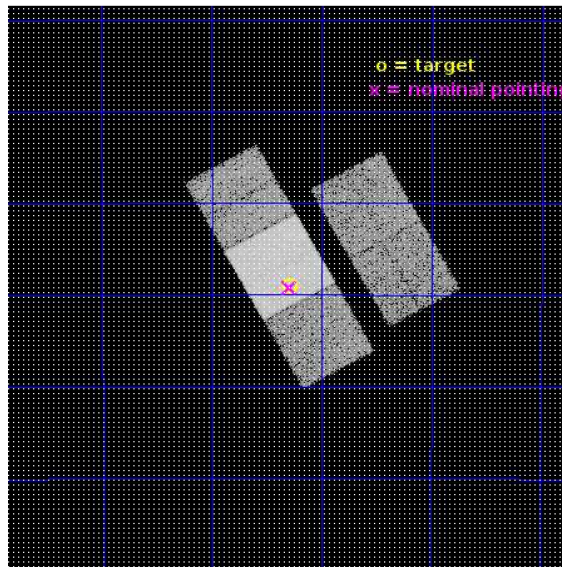 o = target
x = nominal pointing